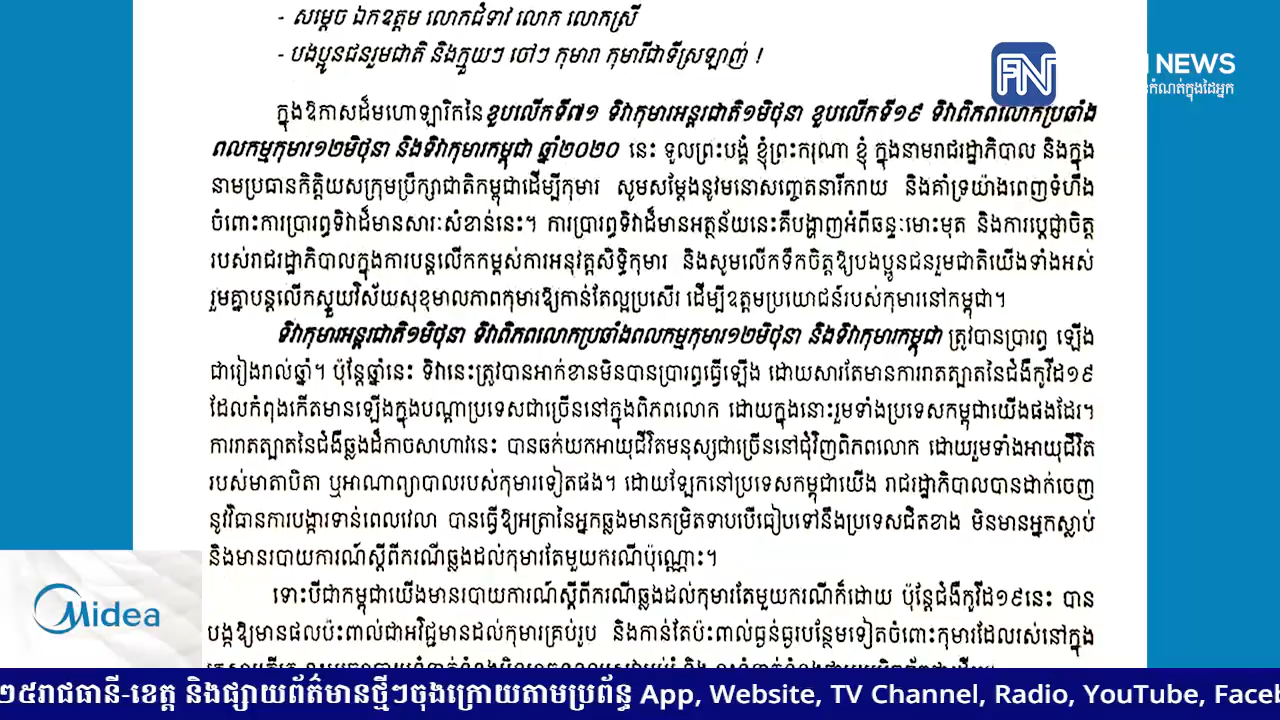 - សម្តេច ឯកឧត្តម លោកជំទាវ លោក លោកស្រី
- បងប្អូនជនរួមជាតិ និងក្មួយៗ ចៅៗ កុមារា កុមារីជាទីស្រឡាញ់ !
FN
NEWS
កំណត់ក្នុងដៃអ្នក
ក្នុងឱកាសដ៏មហោឡារិកនៃខួបលើកទី៧១ ទិវាកុមារអន្តរជាតិ១មិថុនា ខួបលើកទី១៩ ទិវាពិភពលោកប្រឆាំង
ពលកម្មកុមារ១២មិថុនា និងទិវាកុមារកម្ពុជា ឆ្នាំ២០២០ នេះ ទូលព្រះបង្គំ ខ្ញុំព្រះករុណា ខ្ញុំ ក្នុងនាមរាជរដ្ឋាភិបាល និងក្នុង
នាមប្រធានកិត្តិយសក្រុមប្រឹក្សាជាតិកម្ពុជាដើម្បីកុមារ សូមសម្តែងនូវមនោសញ្ចេតនារីករាយ និងគាំទ្រយ៉ាងពេញទំហឹង
ចំពោះការប្រារព្ធទិវាដ៏មានសារៈសំខាន់នេះ។ ការប្រារព្ធទិវាដ៏មានអត្ថន័យនេះគឺបង្ហាញអំពីឆន្ទៈមោះមុត និងការប្តេជ្ញាចិត្ត
របស់រាជរដ្ឋាភិបាលក្នុងការបន្តលើកកម្ពស់ការអនុវត្តសិទ្ធិកុមារ និងសូមលើកទឹកចិត្តឱ្យបងប្អូនជនរួមជាតិយើងទាំងអស់
រួមគ្នាបន្តលើកស្ទួយវិស័យសុខុមាលភាពកុមារឱ្យកាន់តែល្អប្រសើរ ដើម្បីឧត្តមប្រយោជន៍របស់កុមារនៅកម្ពុជា។
ទិវាកុមារអន្តរជាតិ១មិថុនា ទិវាពិភពលោកប្រឆាំងពលកម្មកុមារ១២មិថុនា និងទិវាកុមារកម្ពុជា ត្រូវបានប្រារព្ធ ឡើង
ជារៀងរាល់ឆ្នាំ។ ប៉ុន្តែឆ្នាំនេះ ទិវានេះត្រូវបានអាក់ខានមិនបានប្រារព្ធធ្វើឡើង ដោយសារតែមានការរាតត្បាតនៃជំងឺកូវីដ១៩
ដែលកំពុងកើតមានឡើងក្នុងបណ្តាប្រទេសជាច្រើននៅក្នុងពិភពលោក ដោយក្នុងនោះរួមទាំងប្រទេសកម្ពុជាយើងផងដែរ។
ការរាតត្បាតនៃជំងឺឆ្លងដ៏កាចសាហាវនេះ បានឆក់យកអាយុជីវិតមនុស្សជាច្រើននៅជុំវិញពិភពលោក ដោយរួមទាំងអាយុជីវិត
របស់មាតាបិតា ឬអាណាព្យាបាលរបស់កុមារទៀតផង។ ដោយឡែកនៅប្រទេសកម្ពុជាយើង រាជរដ្ឋាភិបាលបានដាក់ចេញ
នូវវិធានការបង្ការទាន់ពេលវេលា បានធ្វើឱ្យអត្រានៃអ្នកឆ្លងមានកម្រិតទាបបើធៀបទៅនឹងប្រទេសជិតខាង មិនមានអ្នកស្លាប់
និងមានរបាយការណ៍ស្តីពីករណីឆ្លងដល់កុមារតែមួយករណីប៉ុណ្ណោះ។
ទោះបីជាកម្ពុជាយើងមានរបាយការណ៍ស្តីពីករណីឆ្លងដល់កុមារតែមួយករណីក៏ដោយ ប៉ុន្តែជំងឺកូវីដ១៩នេះ បាន
បង្កឱ្យមានផលប៉ះពាល់ជាអវិជ្ជមានដល់កុមារគ្រប់រូប និងកាន់តែប៉ះពាល់ធ្ងន់ធ្ងរបន្ថែមទៀតចំពោះកុមារដែលរស់នៅក្នុង
Midea
២៥រាជធានី-ខេត្ត និងផ្សាយព័ត៌មានថ្មីៗចុងក្រោយតាមប្រព័ន្ធ App, Website, TV Channel, Radio, YouTube, Faceb